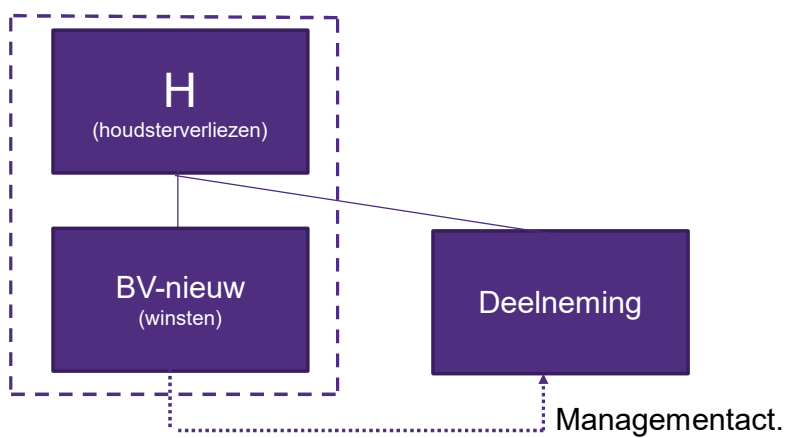 H
(houdsterverliezen)
BV-nieuw
(winsten)
Deelneming
Managementact.